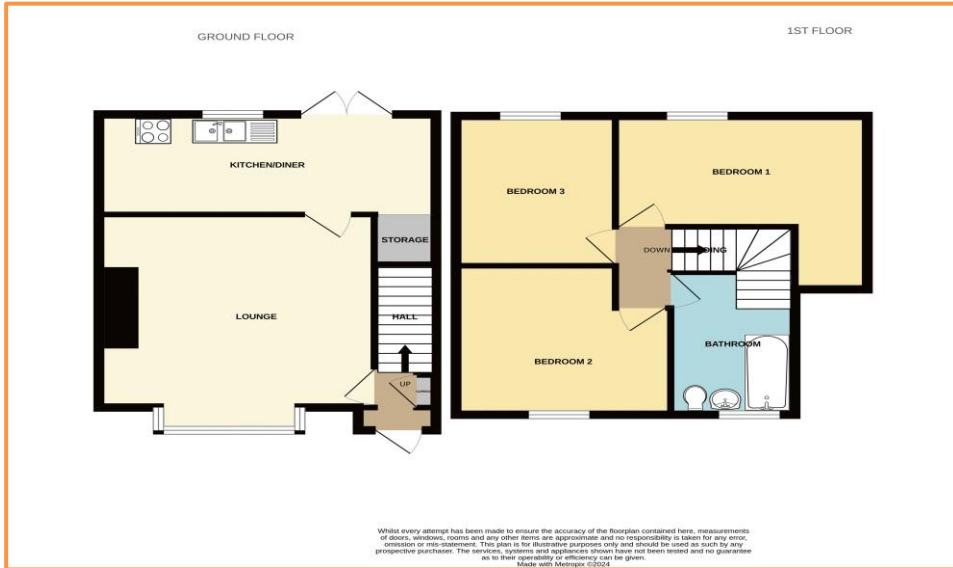 GROUND FLOOR
1ST FLOOR
KITCHEN/DINER
STORAGE
LOUNGE
HALL
UP
BEDROOM 3
BEDROOM 1
DOWN
DING
BEDROOM 2
BATHROOM
Whilst every attempt has been made to ensure the accuracy of the floorplan contained here, measurements
of doors, windows, rooms and any other items are approximate and no responsibility is taken for any error,
omission or mis-statement. This plan is for illustrative purposes only and should be used as such by any
prospective purchaser. The services, systems and appliances shown have not been tested and no guarantee
as to their operability or efficiency can be given.
Made with Metropix ©2024